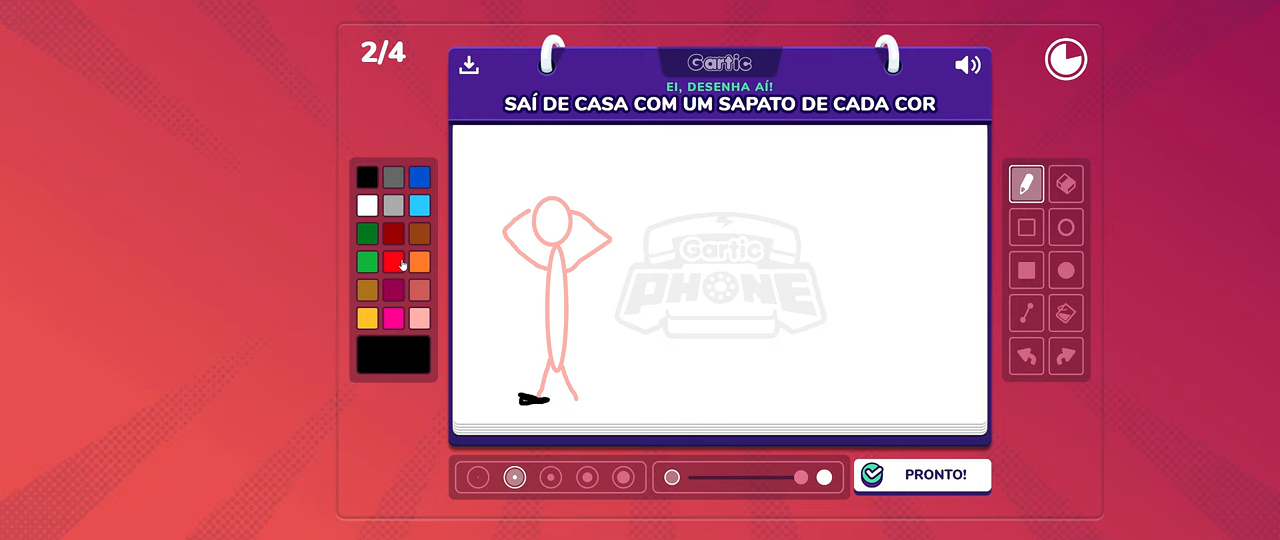 2/4
Gartic
EI, DESENHA AÍ!
SAÍ DE CASA COM UM SAPATO DE CADA COR
Gartic
PHONE
PRONTO!